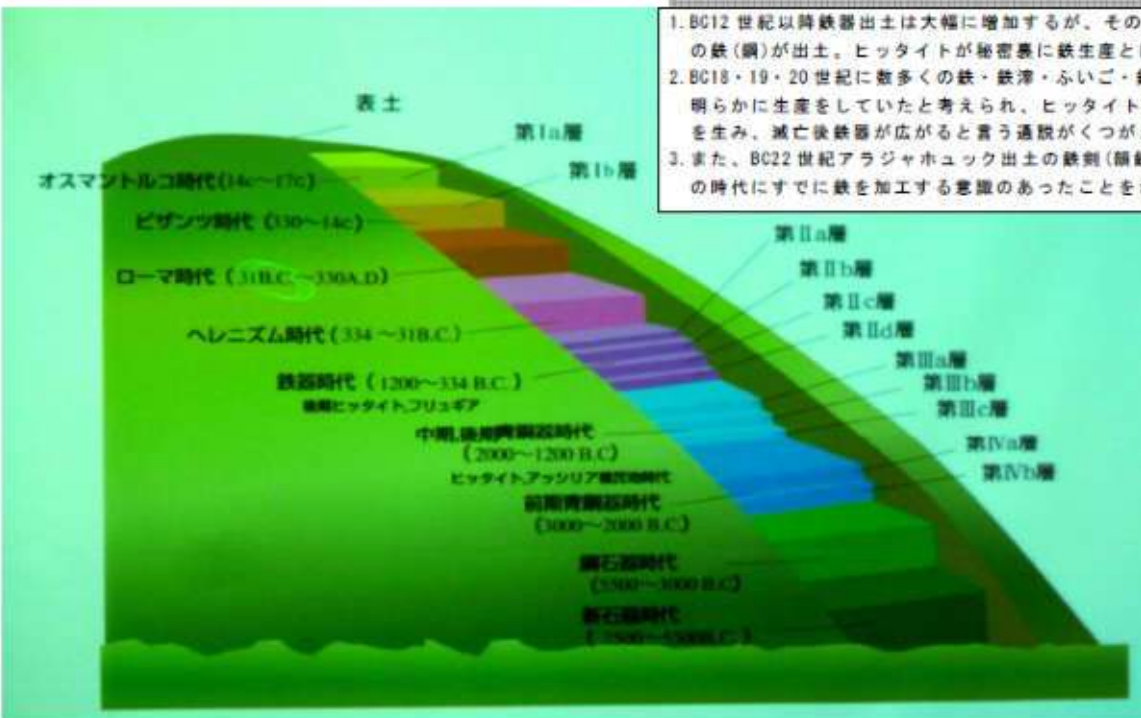 1.BC12世紀以降鉄器出土は大幅に増加するが、その
の鉄(鋼)が出土。ヒッタイトが秘密裏に鉄生産と
2.BC18・19・20世紀に数多くの鉄・鉄滓・ふいご・
明らかに生産をしていたと考えられ、ヒッタイト
を生み、滅亡後鉄器が広がると言う通説がくつが
3.また、BC22世紀アラジャホュック出土の鉄剣(
の時代にすでに鉄を加工する意識のあったことを
表土
第Ia層
オスマントルコ時代(14c～17c)
第Ib層
ビザンツ時代 (330～14c)
ローマ時代 (31B.C.～330A.D)
第IIa層
第IIb層
第IIc層
第IId層
ヘレニズム時代 (334 ～31B.C.)
鉄器時代 (1200～334 B.C.)
後期ヒッタイト,フリュギア
第IIIa層
第IIIb層
第IIIc層
中期,後期青銅器時代
(2000～1200 B.C)
ヒッタイト,アッシリア
第IVa層
第IVb層
前期青銅器時代
(3000～2000 B.C.)
銅石器時代
(5500～3000 B.C)
新石器時代